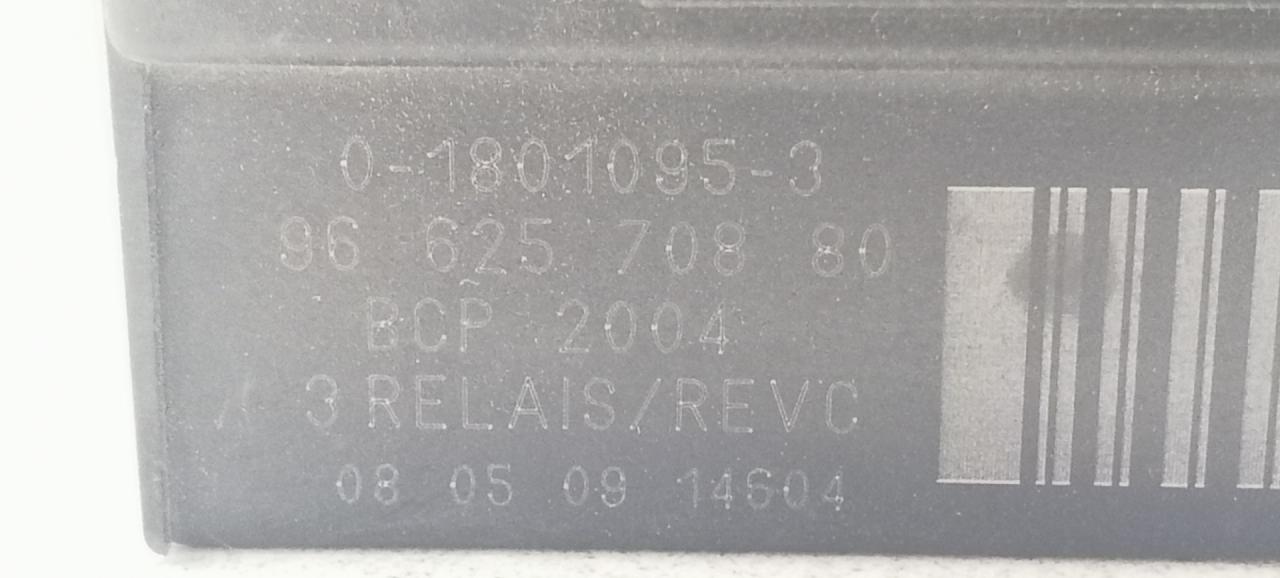 0-1801095-3
96 625 708 80
BCP 2004
3 RELAIS/REVC
08 05 09 14604